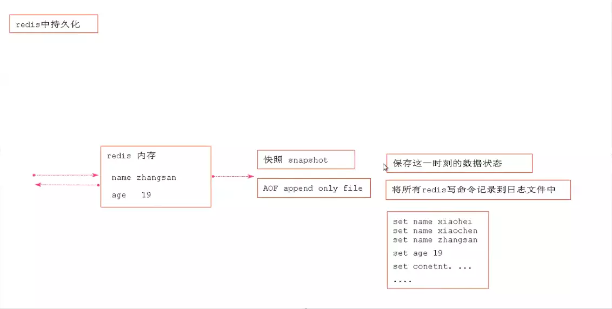 redis中持久化
redis 内存
name zhangsan
age 19
快照 snapshot
AOF append only file
保存这一时刻的数据状态
将所有redis写命令记录到日志文件中
set name xiaohei
set name xiaochen
set name zhangsan
set age 19
set conetnt. ...
....